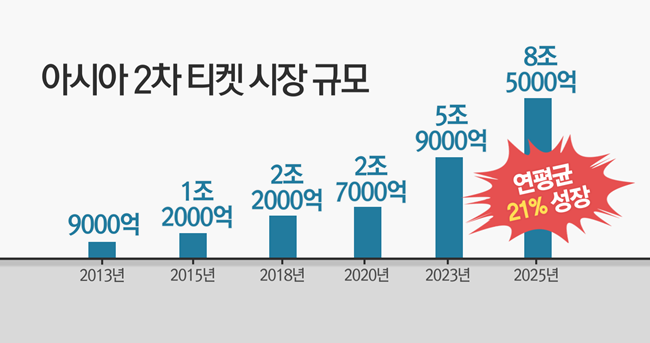 아시아 2차 티켓 시장 규모
9000억
1조
2000억
2조
2000억
2조
7000억
5조
9000억
8조
5000억
연평균
21% 성장
2013년
2015년
2018년
2020년
2023년
2025년